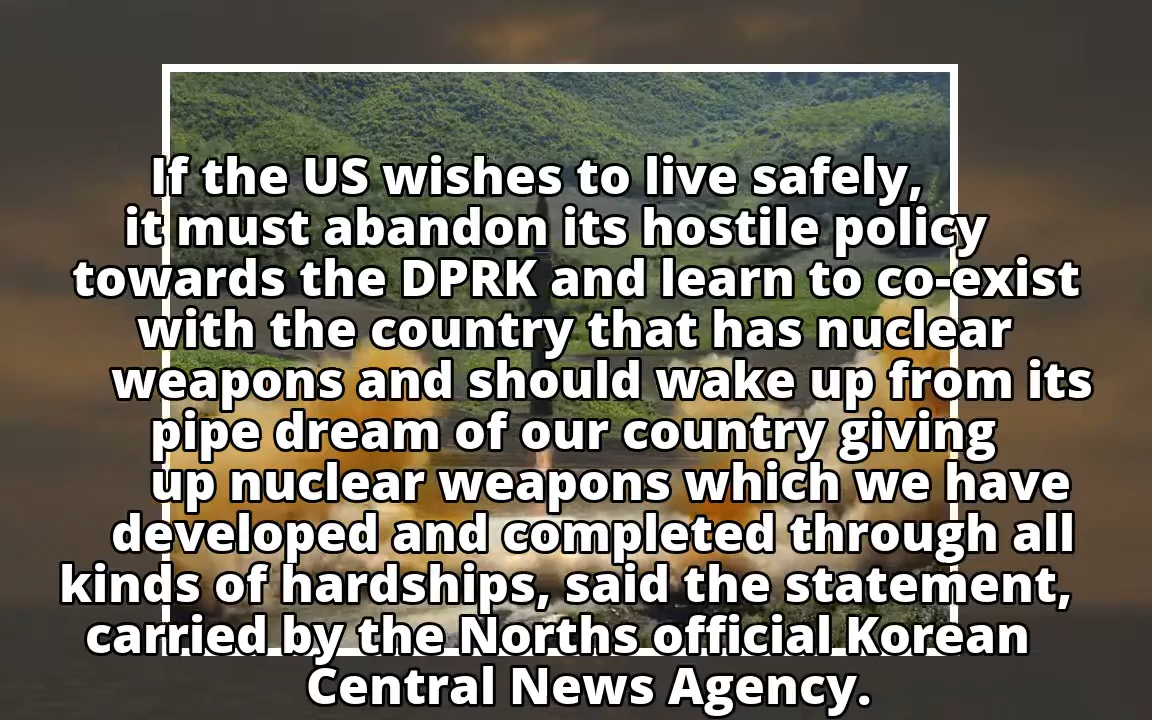 If the US wishes to live safely,
it must abandon its hostile policy
towards the DPRK and learn to co-exist
with the country that has nuclear
weapons and should wake up from its
pipe dream of our country giving
up nuclear weapons which we have
developed and completed through all
kinds of hardships, said the statement,
carried by the Norths official Korean
Central News Agency.